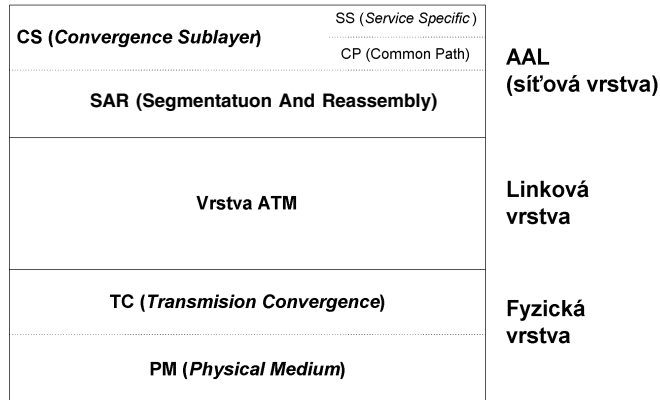 CS (Convergence Sublayer)
SS (Service Specific )
CP (Common Path)
SAR (Segmentatuon And Reassembly)
AAL
(síťová vrstva)
Vrstva ATM
Linková
vrstva
TC (Transmision Convergence)
PM (Physical Medium)
Fyzická
vrstva